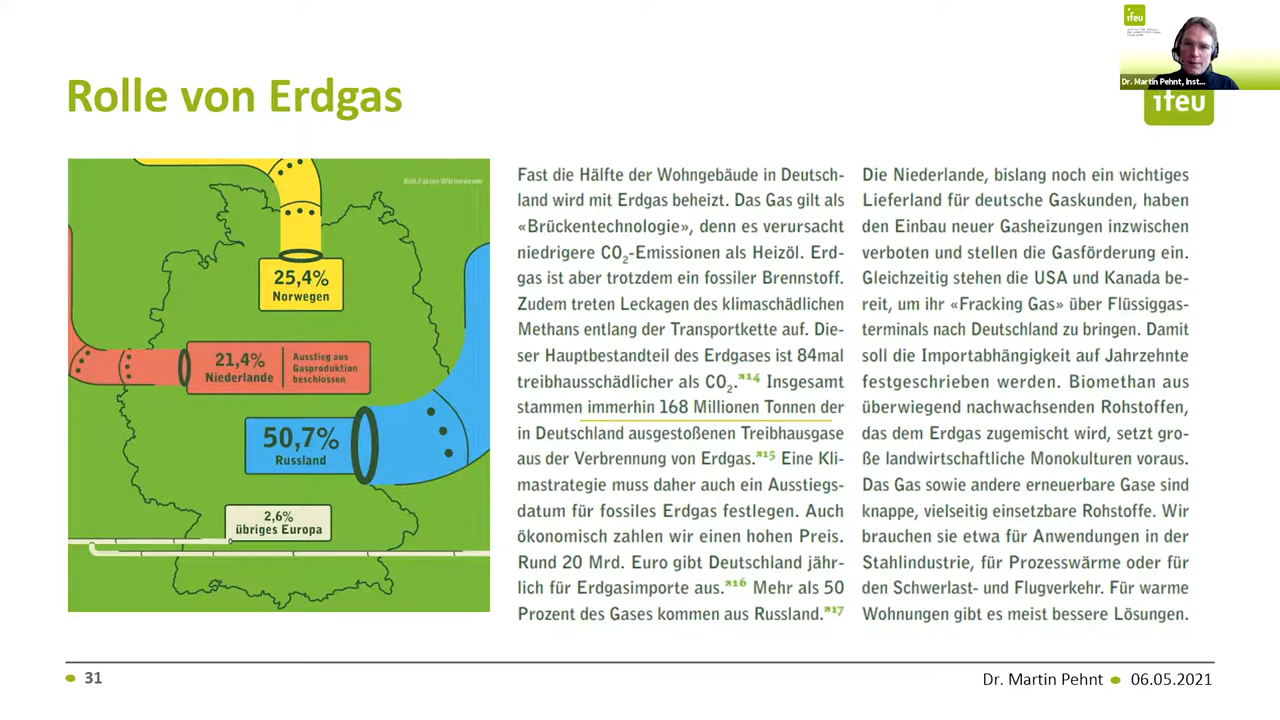 ifeu
Dr. Martin Pehnt, Inst...
ifeu
Rolle von Erdgas
Böll.Fakten Wärmewende
25,4%
Norwegen
21,4%
Niederlande
Ausstieg aus
Gasproduktion
beschlossen
50,7%
Russland
2,6%
übriges Europa
Fast die Hälfte der Wohngebäude in Deutsch-
land wird mit Erdgas beheizt. Das Gas gilt als
«Brückentechnologie», denn es verursacht
niedrigere CO₂-Emissionen als Heizöl. Erd-
gas ist aber trotzdem ein fossiler Brennstoff.
Zudem treten Leckagen des klimaschädlichen
Methans entlang der Transportkette auf. Die-
ser Hauptbestandteil des Erdgases ist 84mal
treibhausschädlicher als CO₂.↗14 Insgesamt
stammen immerhin 168 Millionen Tonnen der
in Deutschland ausgestoßenen Treibhausgase
aus der Verbrennung von Erdgas.↗15 Eine Kli-
mastrategie muss daher auch ein Ausstiegs-
datum für fossiles Erdgas festlegen. Auch
ökonomisch zahlen wir einen hohen Preis.
Rund 20 Mrd. Euro gibt Deutschland jähr-
lich für Erdgasimporte aus.↗16 Mehr als 50
Prozent des Gases kommen aus Russland.↗17
Die Niederlande, bislang noch ein wichtiges
Lieferland für deutsche Gaskunden, haben
den Einbau neuer Gasheizungen inzwischen
verboten und stellen die Gasförderung ein.
Gleichzeitig stehen die USA und Kanada be-
reit, um ihr «Fracking Gas» über Flüssiggas-
terminals nach Deutschland zu bringen. Damit
soll die Importabhängigkeit auf Jahrzehnte
festgeschrieben werden. Biomethan aus
überwiegend nachwachsenden Rohstoffen,
das dem Erdgas zugemischt wird, setzt gro-
ße landwirtschaftliche Monokulturen voraus.
Das Gas sowie andere erneuerbare Gase sind
knappe, vielseitig einsetzbare Rohstoffe. Wir
brauchen sie etwa für Anwendungen in der
Stahlindustrie, für Prozesswärme oder für
den Schwerlast- und Flugverkehr. Für warme
Wohnungen gibt es meist bessere Lösungen.
31
Dr. Martin Pehnt
06.05.2021